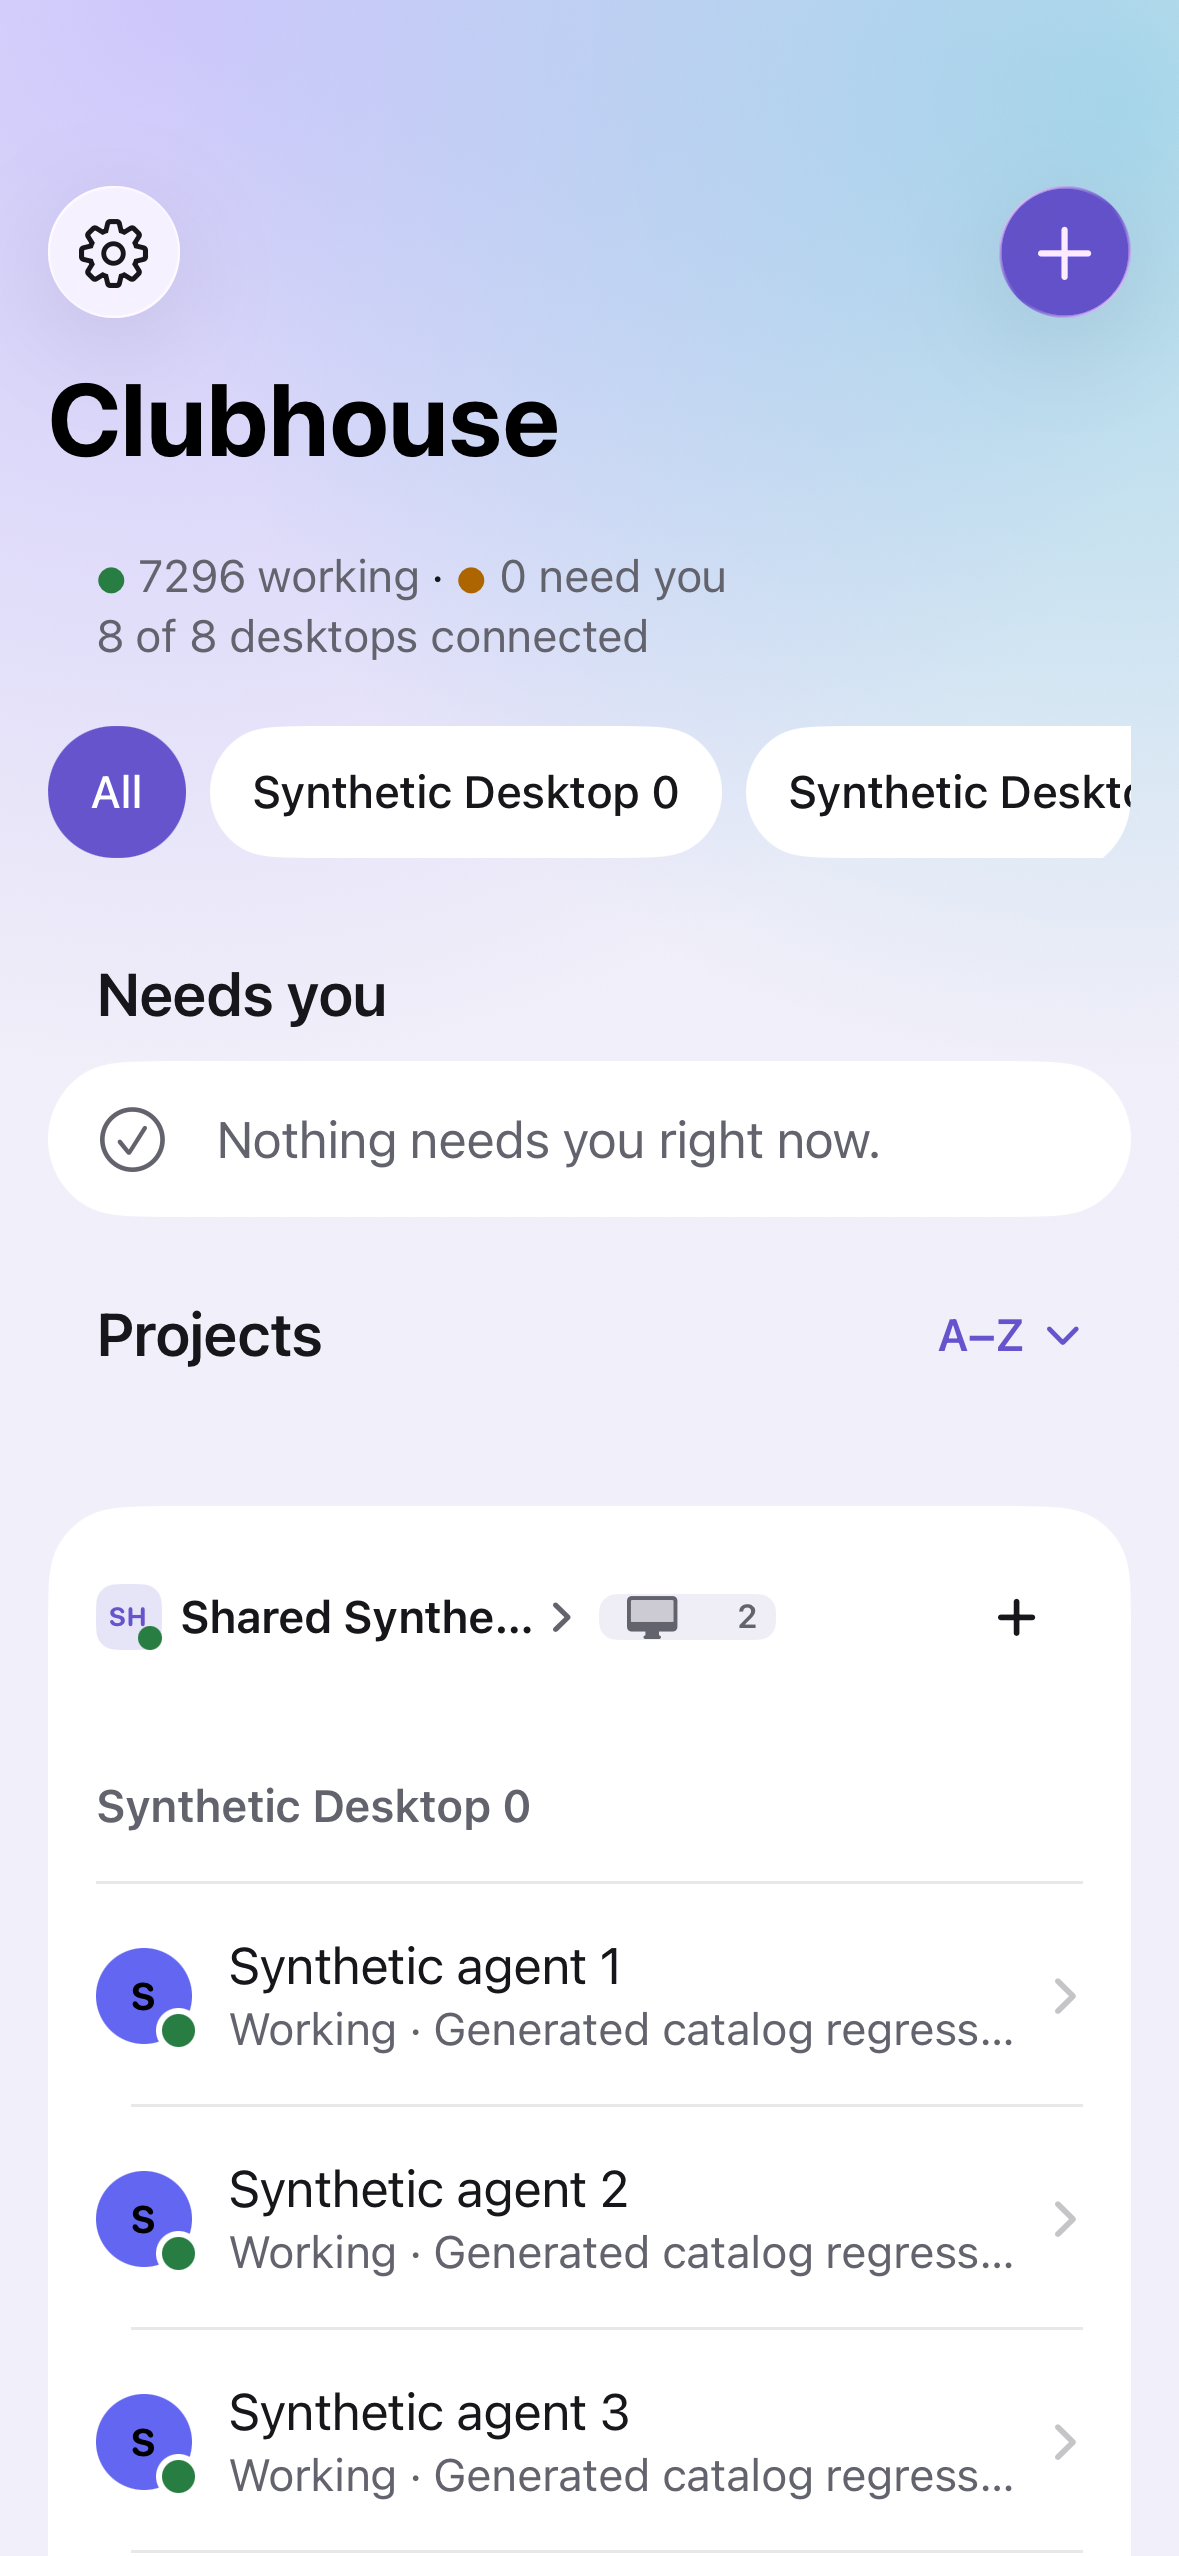 Clubhouse
7296 working · 0 need you
8 of 8 desktops connected
All
Synthetic Desktop 0
Synthetic Deskto
Needs you
Nothing needs you right now.
Projects
A–Z
SH
Shared Synthe...
2
Synthetic Desktop 0
S
Synthetic agent 1
Working · Generated catalog regress...
S
Synthetic agent 2
Working · Generated catalog regress...
S
Synthetic agent 3
Working · Generated catalog regress...